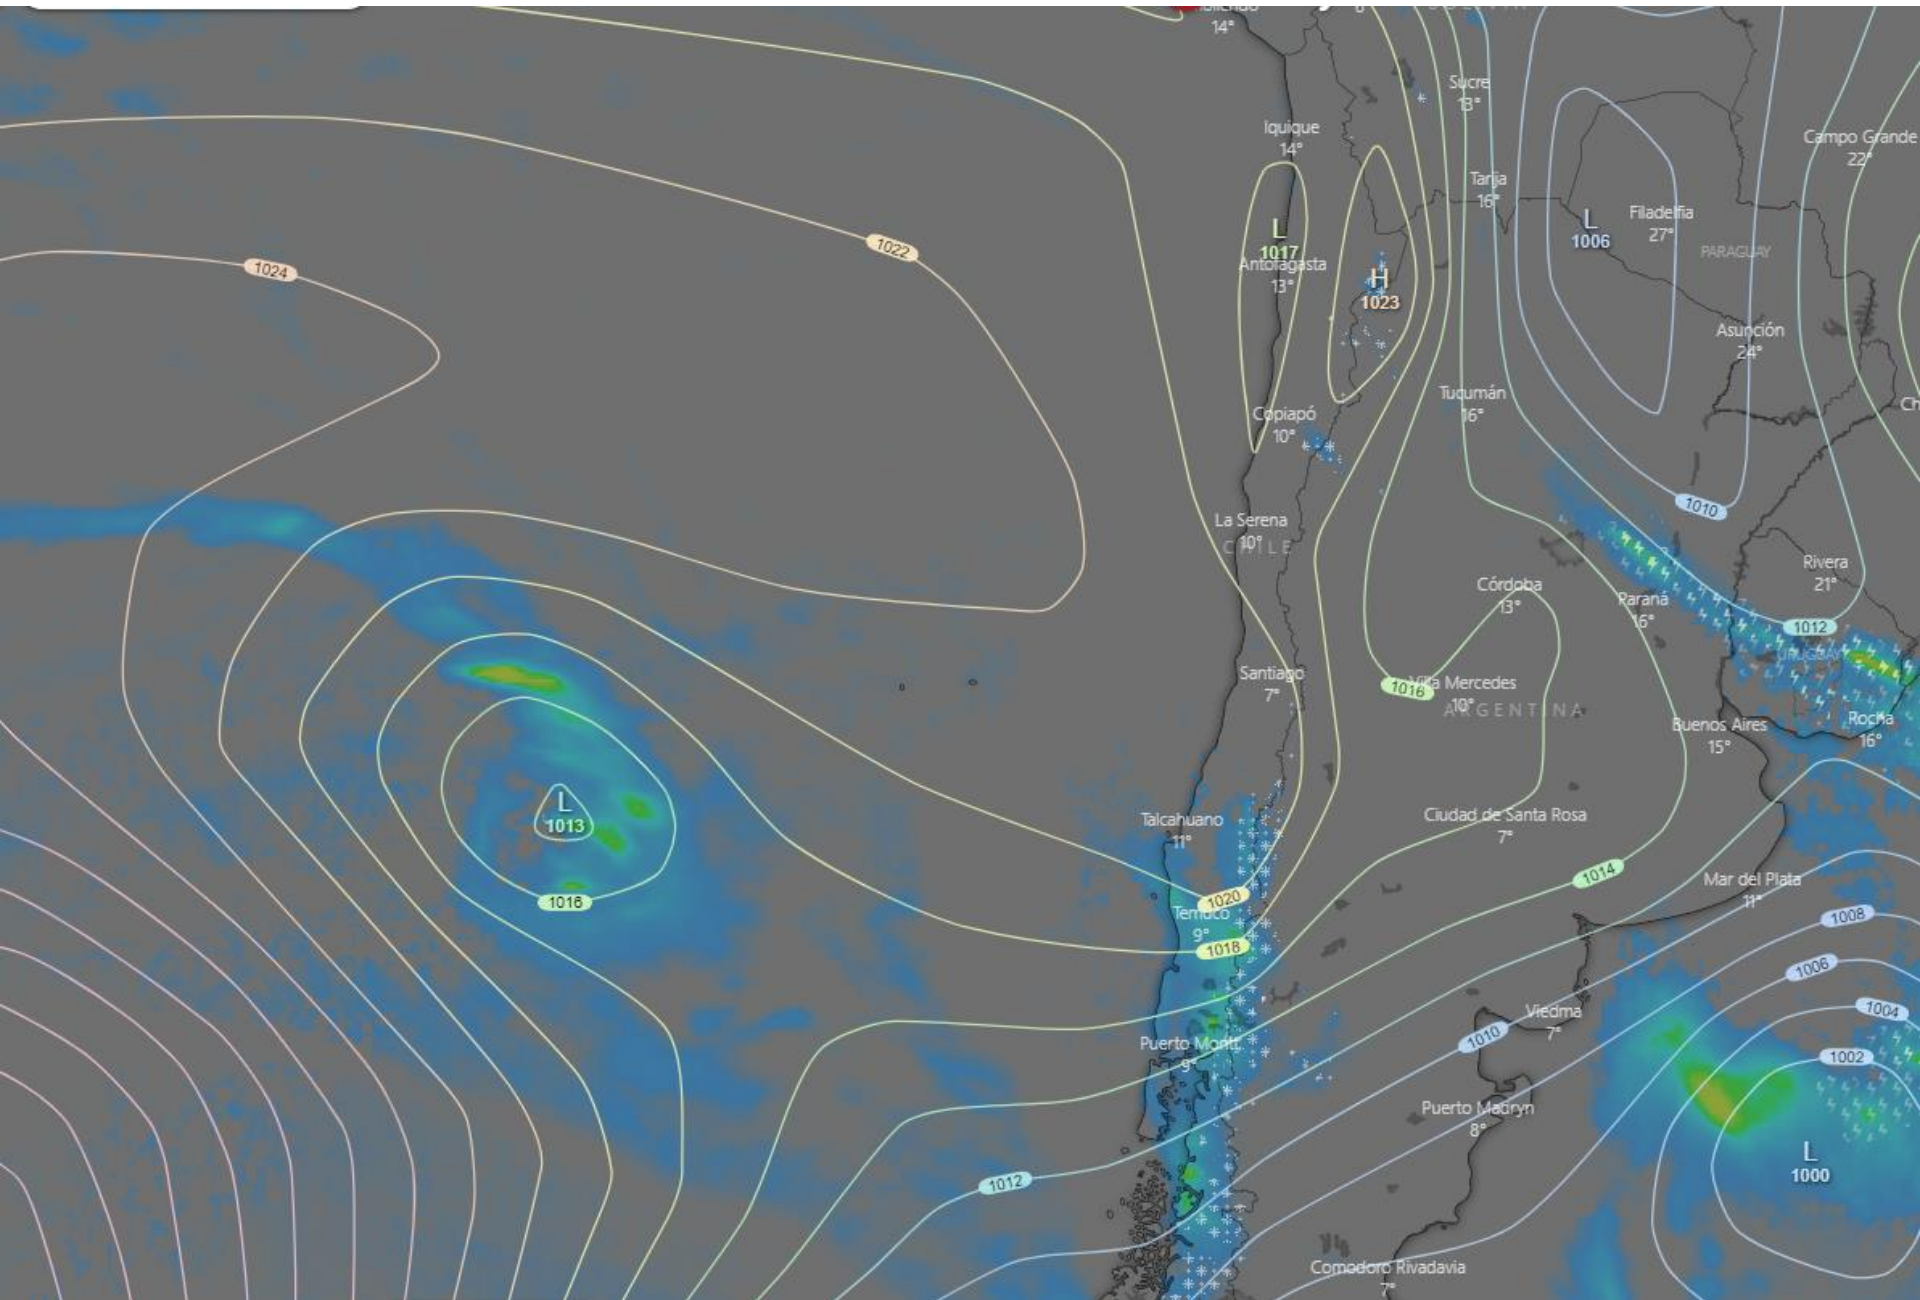 14°
Sucre
13°
Iquique
14°
Campo Grande
22°
Tarija
16°
Filadelfia
27°
L
1006
PARAGUAY
L
1017
Antofagasta
13°
H
1023
1022
1024
Asunción
24°
Tucumán
16°
Copiapó
10°
Ch
1010
La Serena
10°
CHILE
Rivera
21°
Córdoba
13°
Paraná
16°
1012
URUGUAY
Santiago
7°
1016
Villa Mercedes
10°
ARGENTINA
Buenos Aires
15°
Rocha
16°
L
1013
Talcahuano
11°
Ciudad de Santa Rosa
7°
1014
Mar del Plata
11°
1016
1020
Temuco
9°
1018
1008
1006
1004
Viedma
7°
1010
Puerto Montt
9°
1002
Puerto Madryn
8°
L
1000
1012
Comodoro Rivadavia
7°